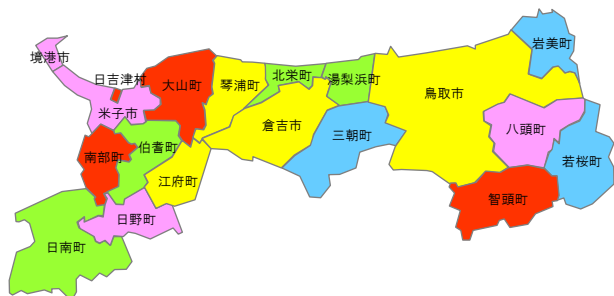 岩美町
境港市
日吉津村
大山町
琴浦町
北栄町
湯梨浜町
鳥取市
米子市
倉吉市
三朝町
八頭町
伯耆町
南部町
若桜町
江府町
智頭町
日野町
日南町